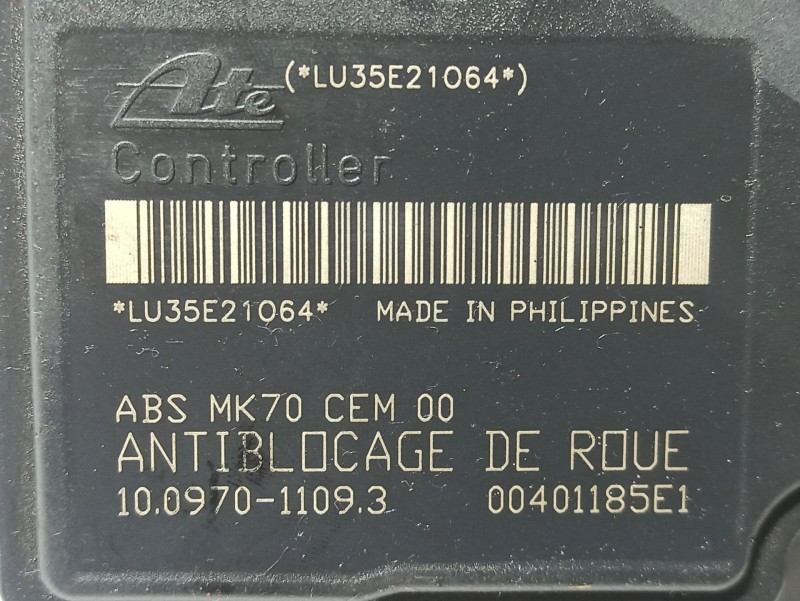 Ate (*LU35E21064*)
Controller
*LU35E21064* MADE IN PHILIPPINES
ABS MK70 CEM 00
ANTIBLOCAGE DE ROUE
10.0970-1109.3 00401185E1